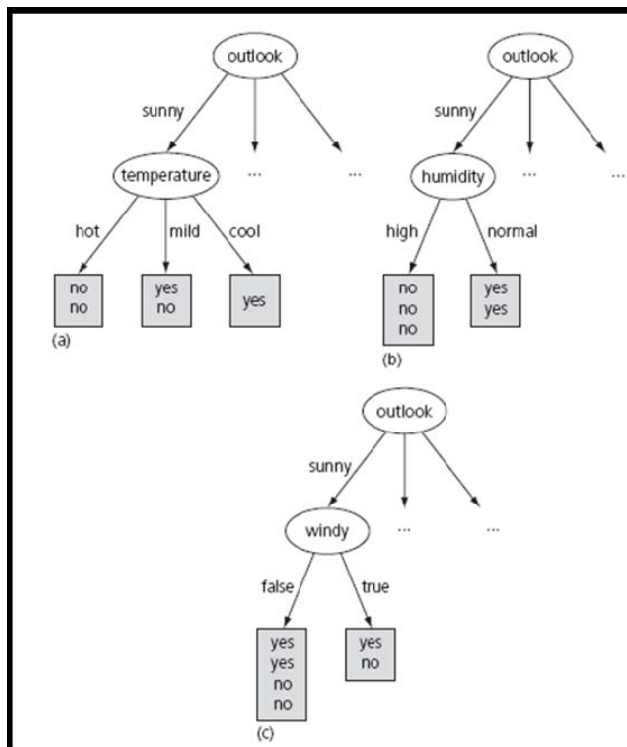 outlook
sunny
temperature
...
...
hot
mild
cool
no
no
yes
no
yes
(a)
outlook
sunny
humidity
...
...
high
normal
no
no
no
yes
yes
(b)
outlook
sunny
windy
...
...
false
true
yes
yes
no
no
yes
no
(c)